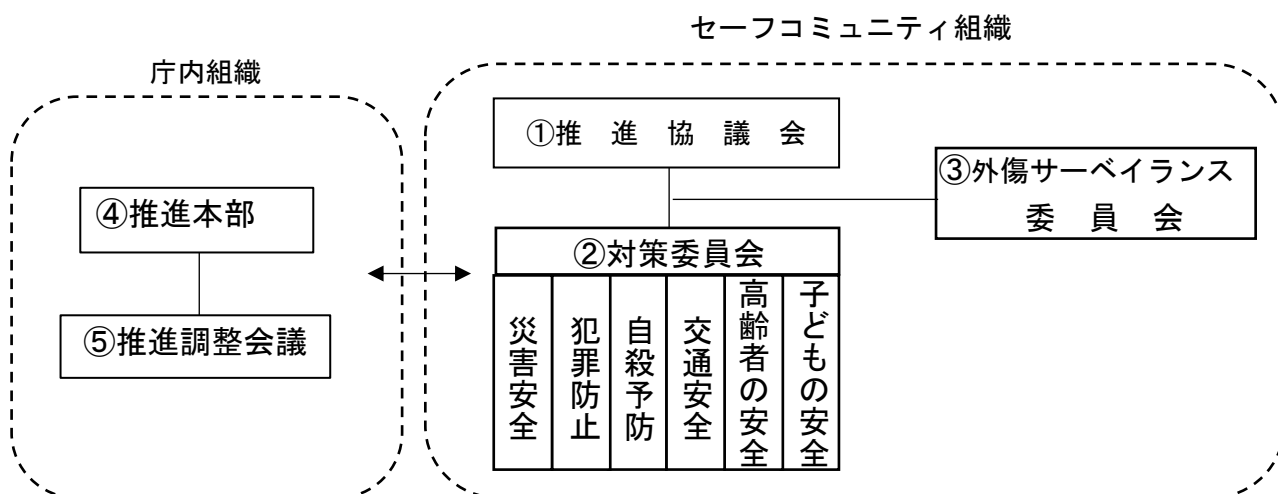 セーフコミュニティ組織
庁内組織
①推　進　協　議　会
③外傷サーベイランス
委　員　会
④推進本部
②対策委員会
⑤推進調整会議
災害安全
犯罪防止
自殺予防
交通安全
高齢者の安全
子どもの安全